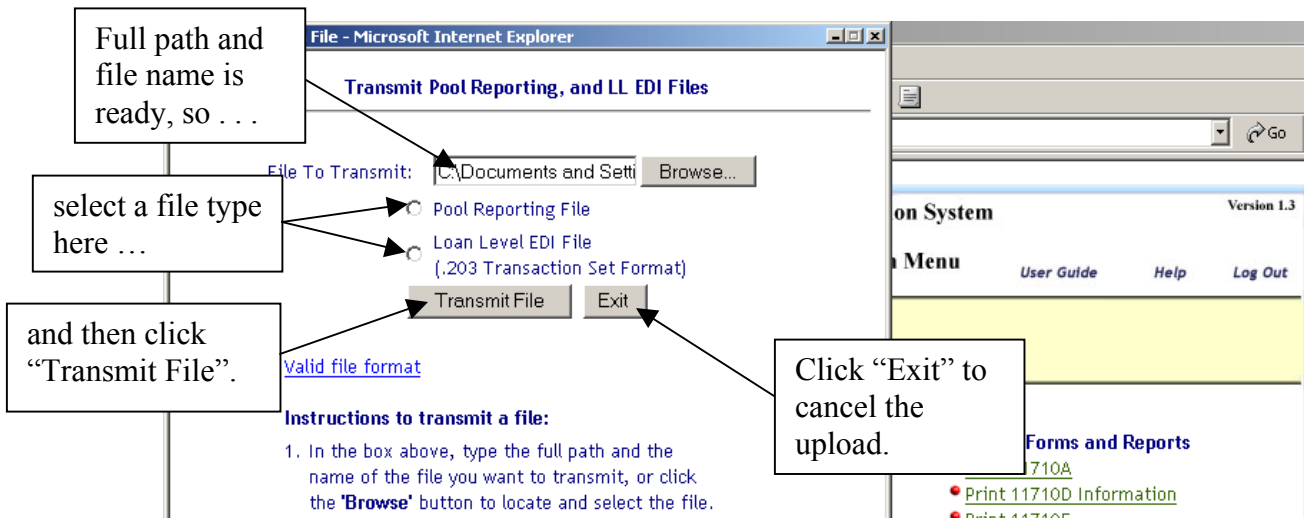 Full path and
file name is
ready, so . . .
select a file type
here …
and then click
“Transmit File”.
Click “Exit” to
cancel the
upload.
File - Microsoft Internet Explorer
Transmit Pool Reporting, and LL EDI Files
File To Transmit: C:\Documents and Setti Browse...
Pool Reporting File
Loan Level EDI File
(.203 Transaction Set Format)
Transmit File Exit
Valid file format
Instructions to transmit a file:
1. In the box above, type the full path and the
name of the file you want to transmit, or click
the 'Browse' button to locate and select the file.
Go
on System Version 1.3
Menu User Guide Help Log Out
Forms and Reports
11710A
Print 11710D Information